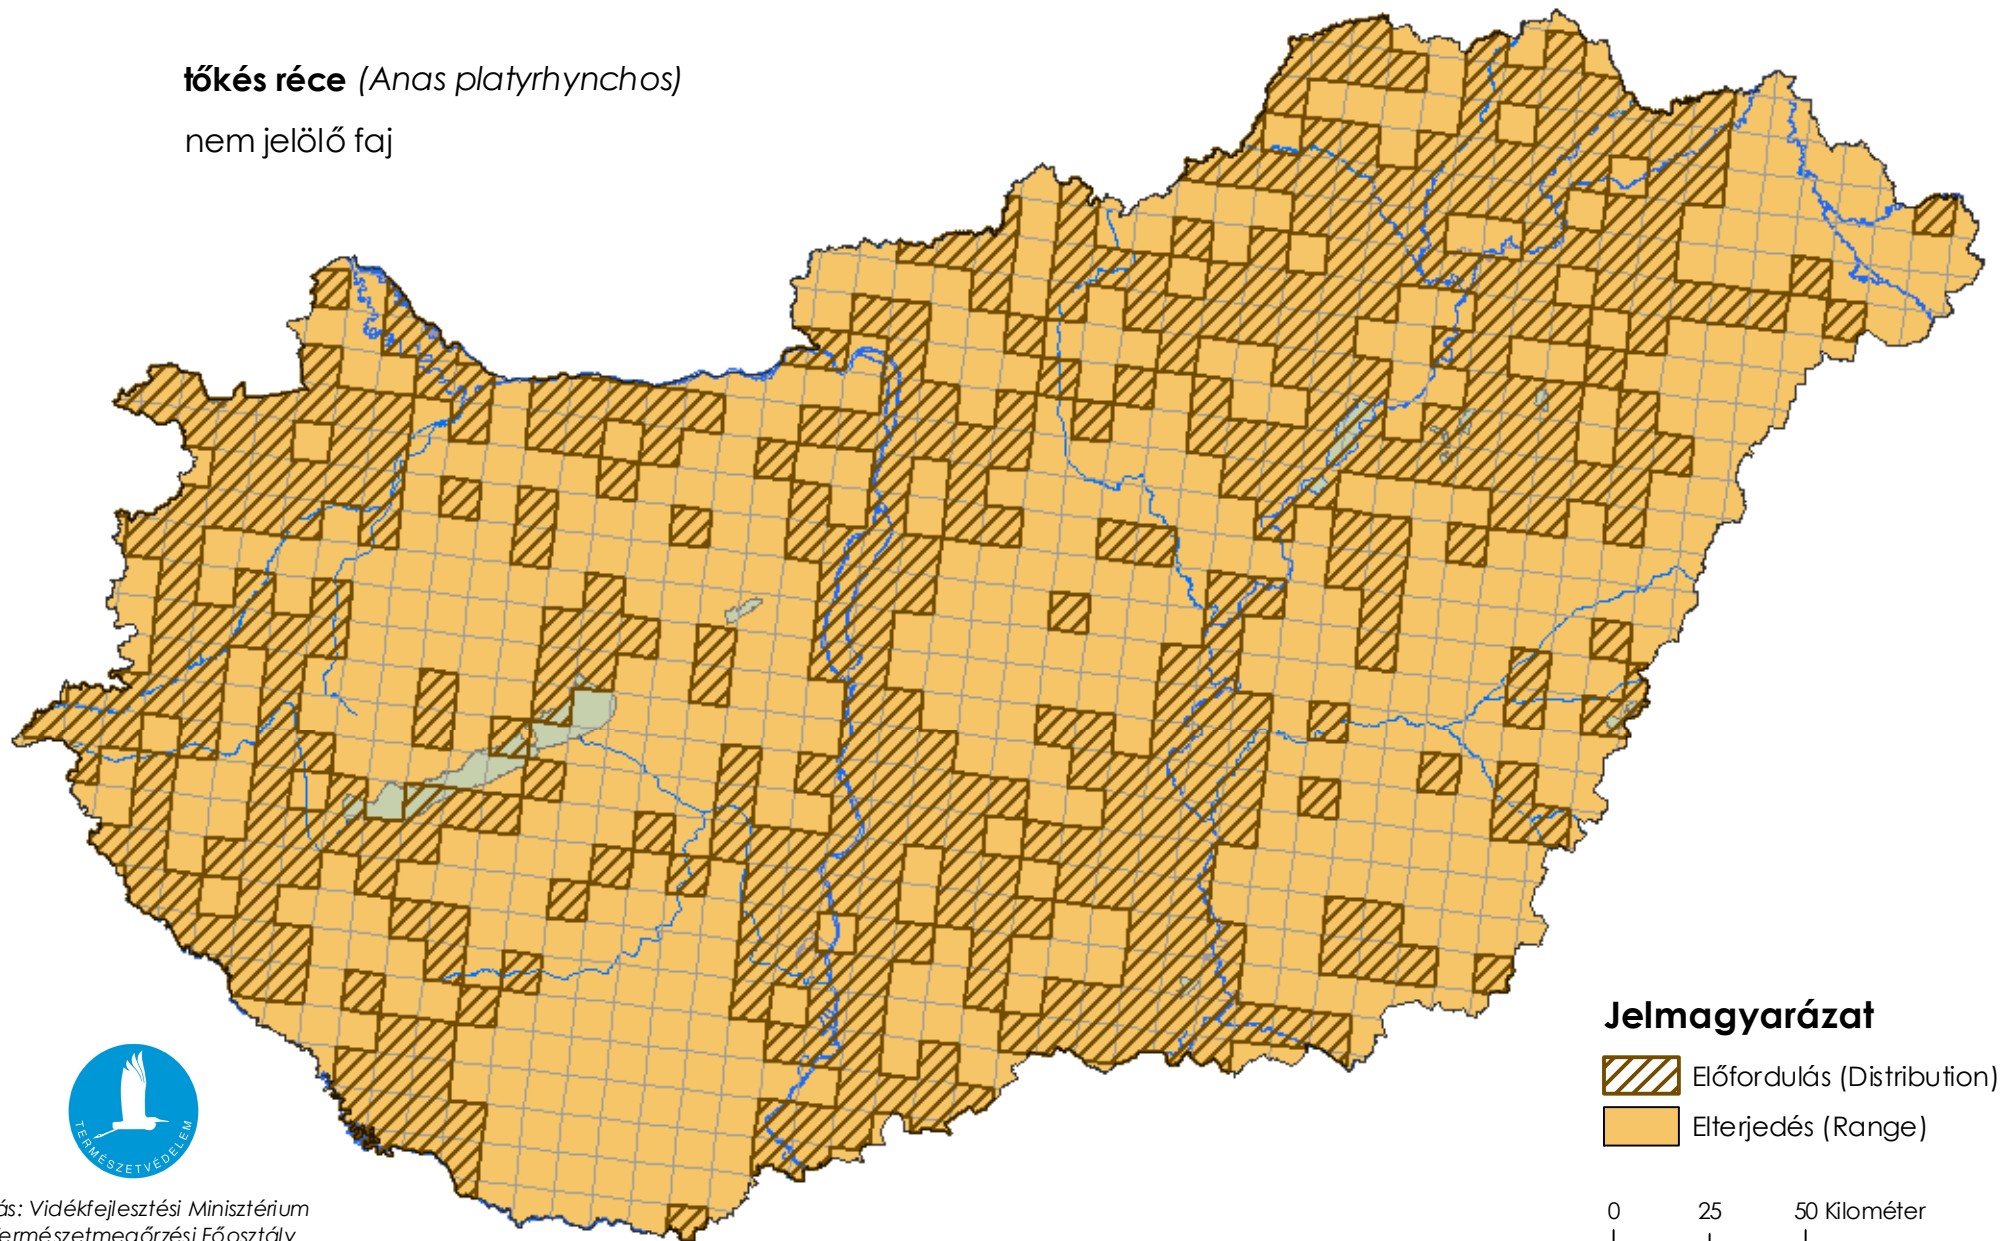 tőkés réce (Anas platyrhynchos)
nem jelölő faj
Jelmagyarázat
Előfordulás (Distribution)
Elterjedés (Range)
0 25 50 Kilométer
TERMÉSZETVÉDELEM
ás: Vidékfejlesztési Minisztérium
ermészetmegőrzési Főosztály